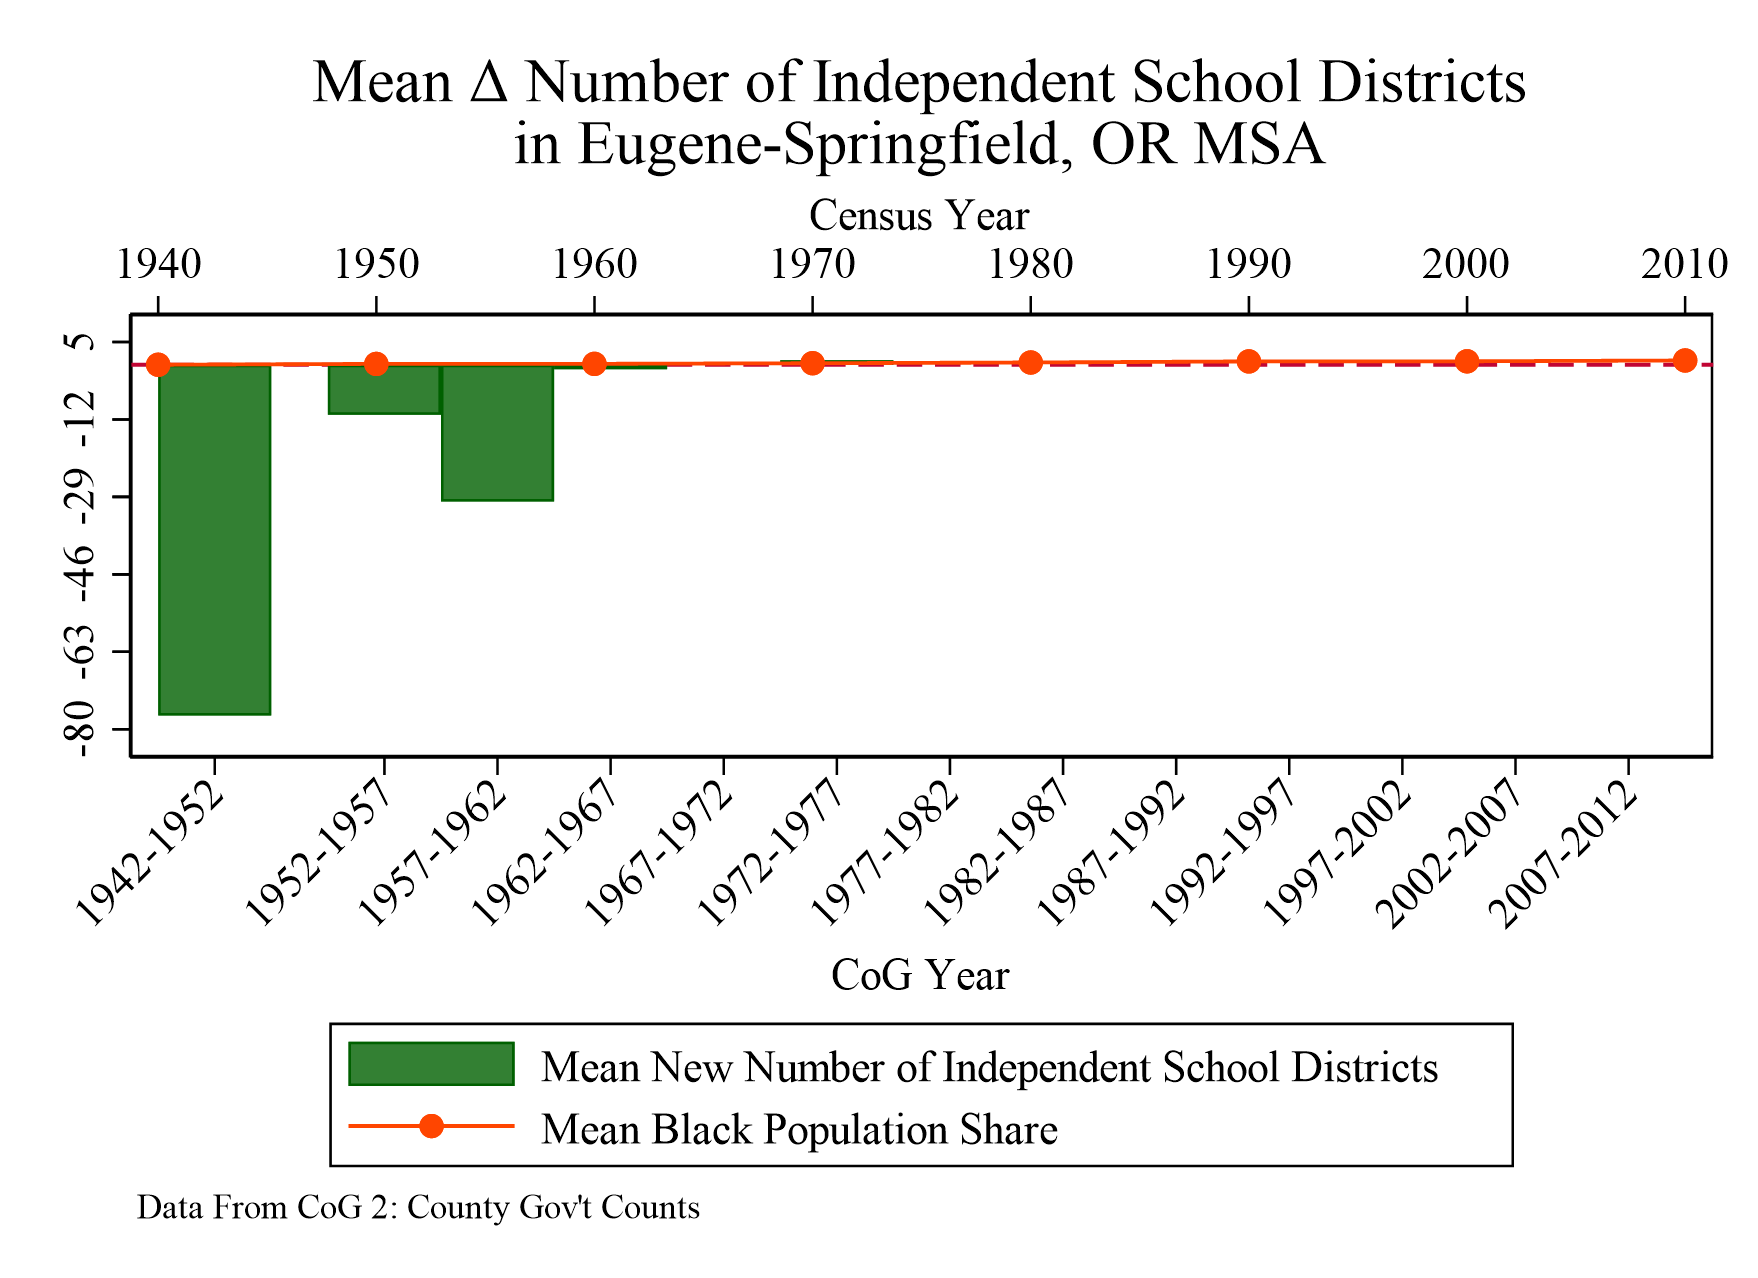 Mean Δ Number of Independent School Districts
in Eugene-Springfield, OR MSA
Census Year
1940 1950 1960 1970 1980 1990 2000 2010
5
-12
-29
-46
-63
-80
1942-1952 1952-1957 1957-1962 1962-1967 1967-1972 1972-1977 1977-1982 1982-1987 1987-1992 1992-1997 1997-2002 2002-2007 2007-2012
CoG Year
Mean New Number of Independent School Districts
Mean Black Population Share
Data From CoG 2: County Gov't Counts